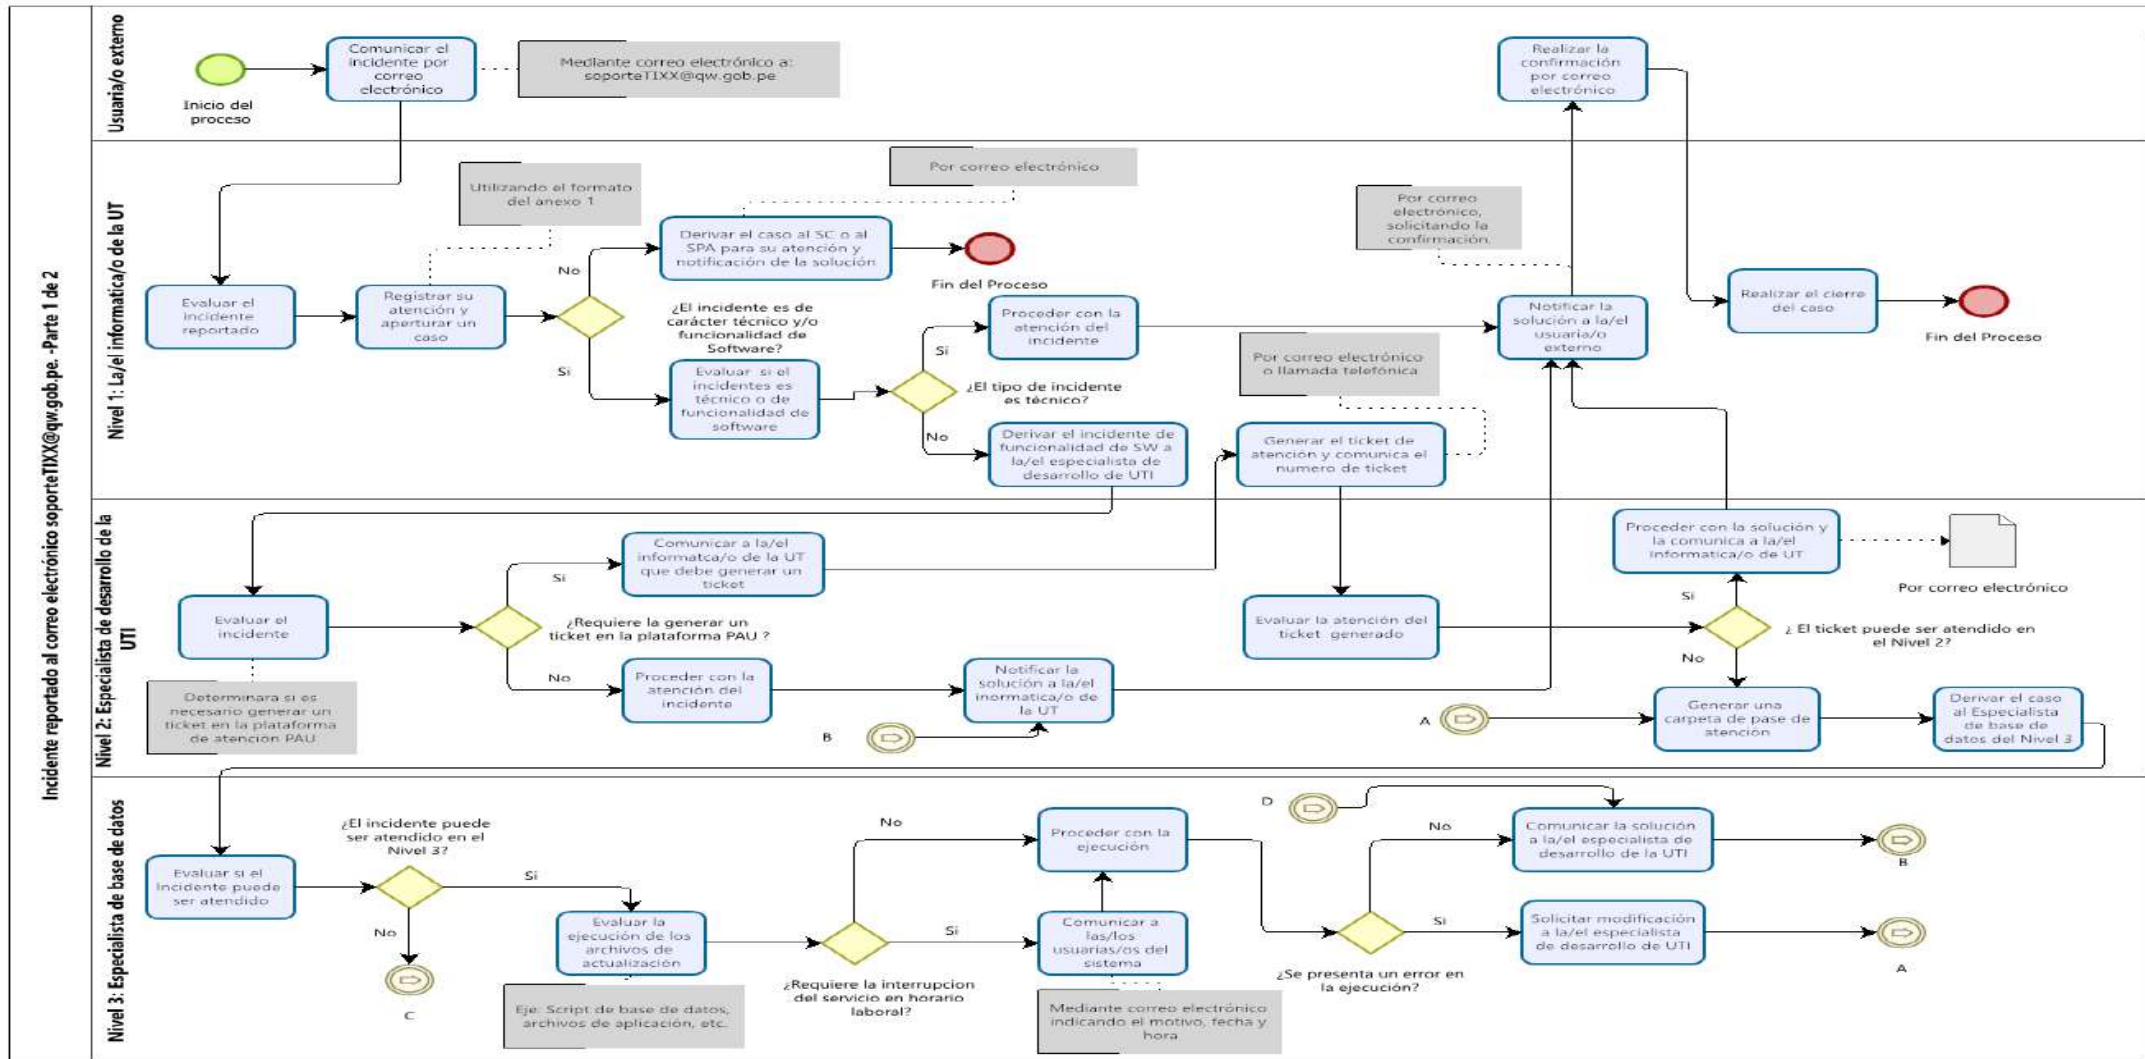 Incidente reportado al correo electrónico soporteTIXX@qw.gob.pe. -Parte 1 de 2
Usuaria/o externo
Inicio del
proceso
Comunicar el
incidente por
correo
electrónico
Mediante correo electrónico a:
soporteTIXX@qw.gob.pe
Realizar la
confirmación
por correo
electrónico
Nivel 1: La/el informatica/o de la UT
Evaluar el
incidente
reportado
Registrar su
atención y
aperturar un
caso
Utilizando el formato
del anexo 1
No
Si
¿El incidente es de
carácter técnico y/o
funcionalidad de
Software?
Derivar el caso al SC o al
SPA para su atención y
notificación de la solución
Por correo electrónico
Fin del Proceso
Evaluar si el
incidentes es
técnico o de
funcionalidad de
software
Si
No
¿El tipo de incidente
es técnico?
Proceder con la
atención del
incidente
Derivar el incidente de
funcionalidad de SW a
la/el especialista de
desarrollo de UTI
Por correo electrónico
o llamada telefónica
Generar el ticket de
atención y comunica el
numero de ticket
Por correo
electrónico,
solicitando la
confirmación.
Notificar la
solución a la/el
usuaria/o
externo
Realizar el cierre
del caso
Fin del Proceso
Nivel 2: Especialista de desarrollo de la
UTI
Evaluar el
incidente
Determinara si es
necesario generar un
ticket en la plataforma
de atención PAU
Si
No
¿Requiere la generar un
ticket en la plataforma PAU ?
Comunicar a la/el
informatca/o de la UT
que debe generar un
ticket
Proceder con la
atención del
incidente
B
Notificar la
solución a la/el
inormatica/o de
la UT
Evaluar la atención del
ticket generado
Proceder con la solución y
la comunica a la/el
Informatica/o de UT
Por correo electrónico
Si
No
¿ El ticket puede ser atendido en
el Nivel 2?
A
Generar una
carpeta de pase de
atención
Derivar el caso
al Especialista
de base de
datos del Nivel 3
Nivel 3: Especialista de base de datos
Evaluar si el
Incidente puede
ser atendido
¿El incidente puede
ser atendido en el
Nivel 3?
Si
No
C
Evaluar la
ejecución de los
archivos de
actualización
Eje: Script de base de datos,
archivos de aplicación, etc.
No
Si
¿Requiere la interrupcion
del servicio en horario
laboral?
Proceder con la
ejecución
Comunicar a
las/los
usuarias/os del
sistema
Mediante correo electrónico
indicando el motivo, fecha y
hora
D
No
Si
¿Se presenta un error en
la ejecución?
Comunicar la solución
a la/el especialista de
desarrollo de la UTI
B
Solicitar modificación
a la/el especialista
de desarrollo de UTI
A